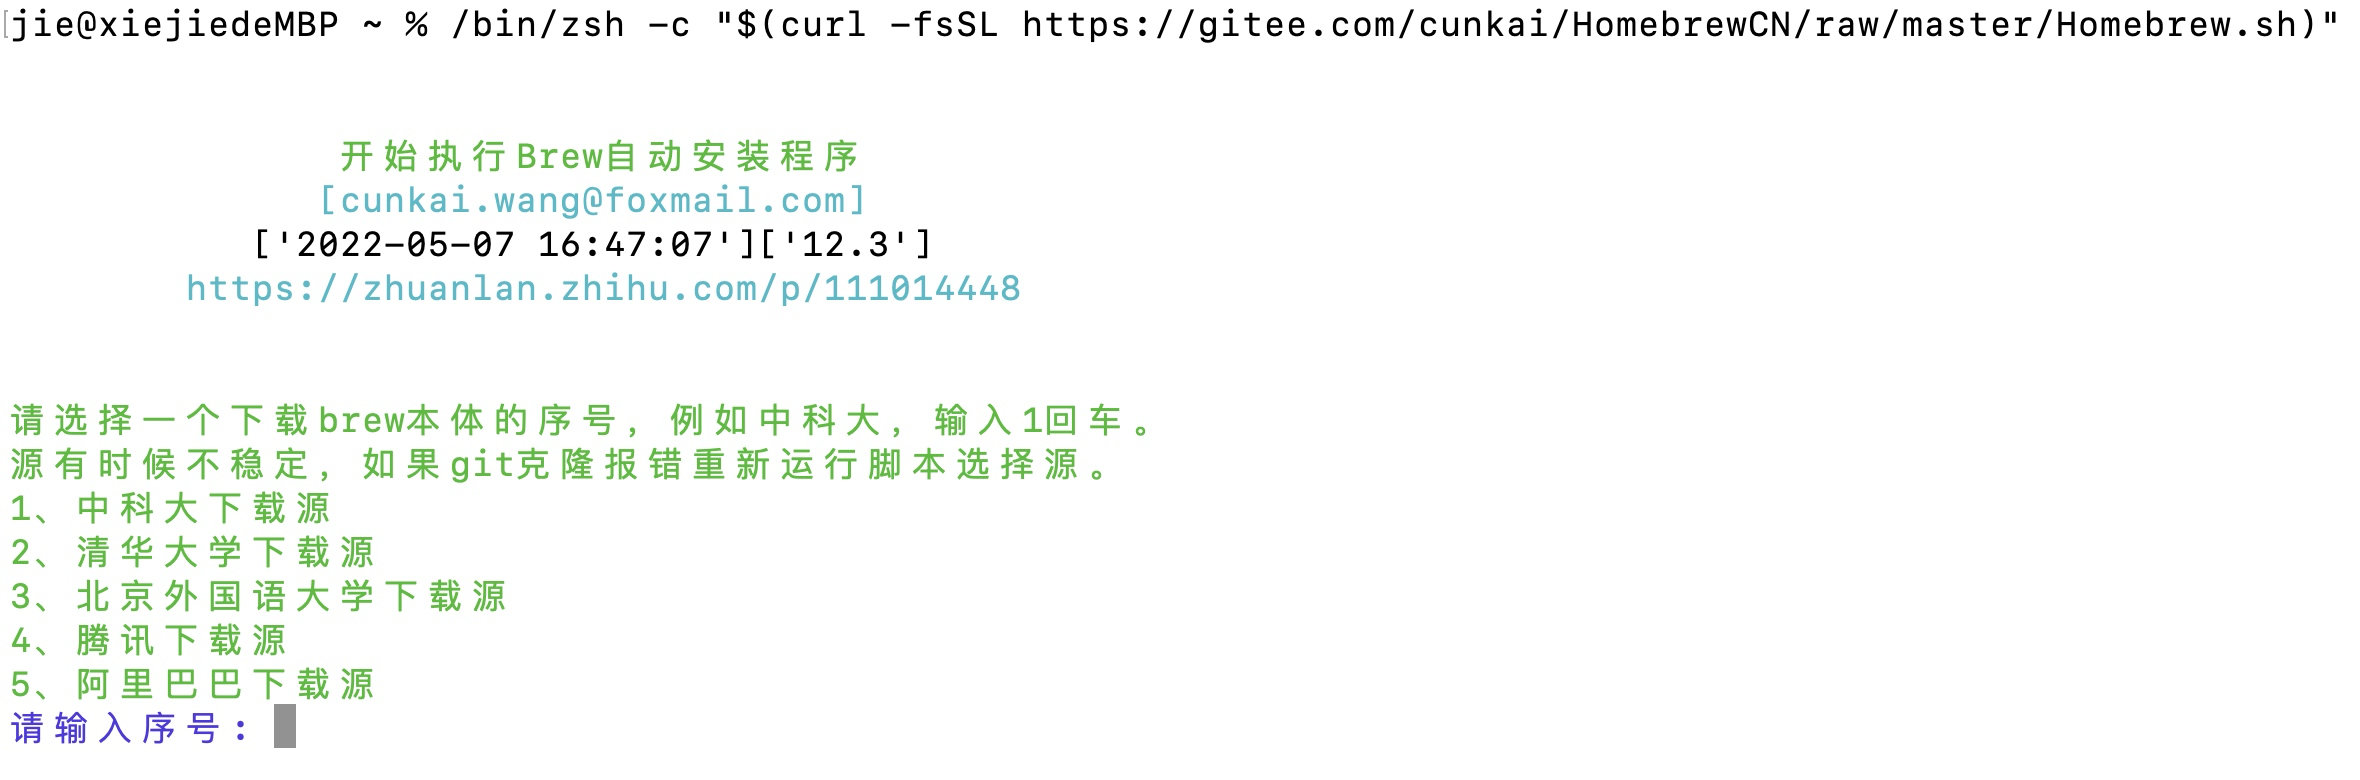 jie@xiejiedeMBP ~ % /bin/zsh -c "$(curl -fsSL https://gitee.com/cunkai/HomebrewCN/raw/master/Homebrew.sh)"
开始执行Brew自动安装程序
[cunkai.wang@foxmail.com]
['2022-05-07 16:47:07']['12.3']
https://zhuanlan.zhihu.com/p/111014448
请选择一个下载brew本体的序号，例如中科大，输入1回车。
源有时候不稳定，如果git克隆报错重新运行脚本选择源。
1、中科大下载源
2、清华大学下载源
3、北京外国语大学下载源
4、腾讯下载源
5、阿里巴巴下载源
请输入序号：